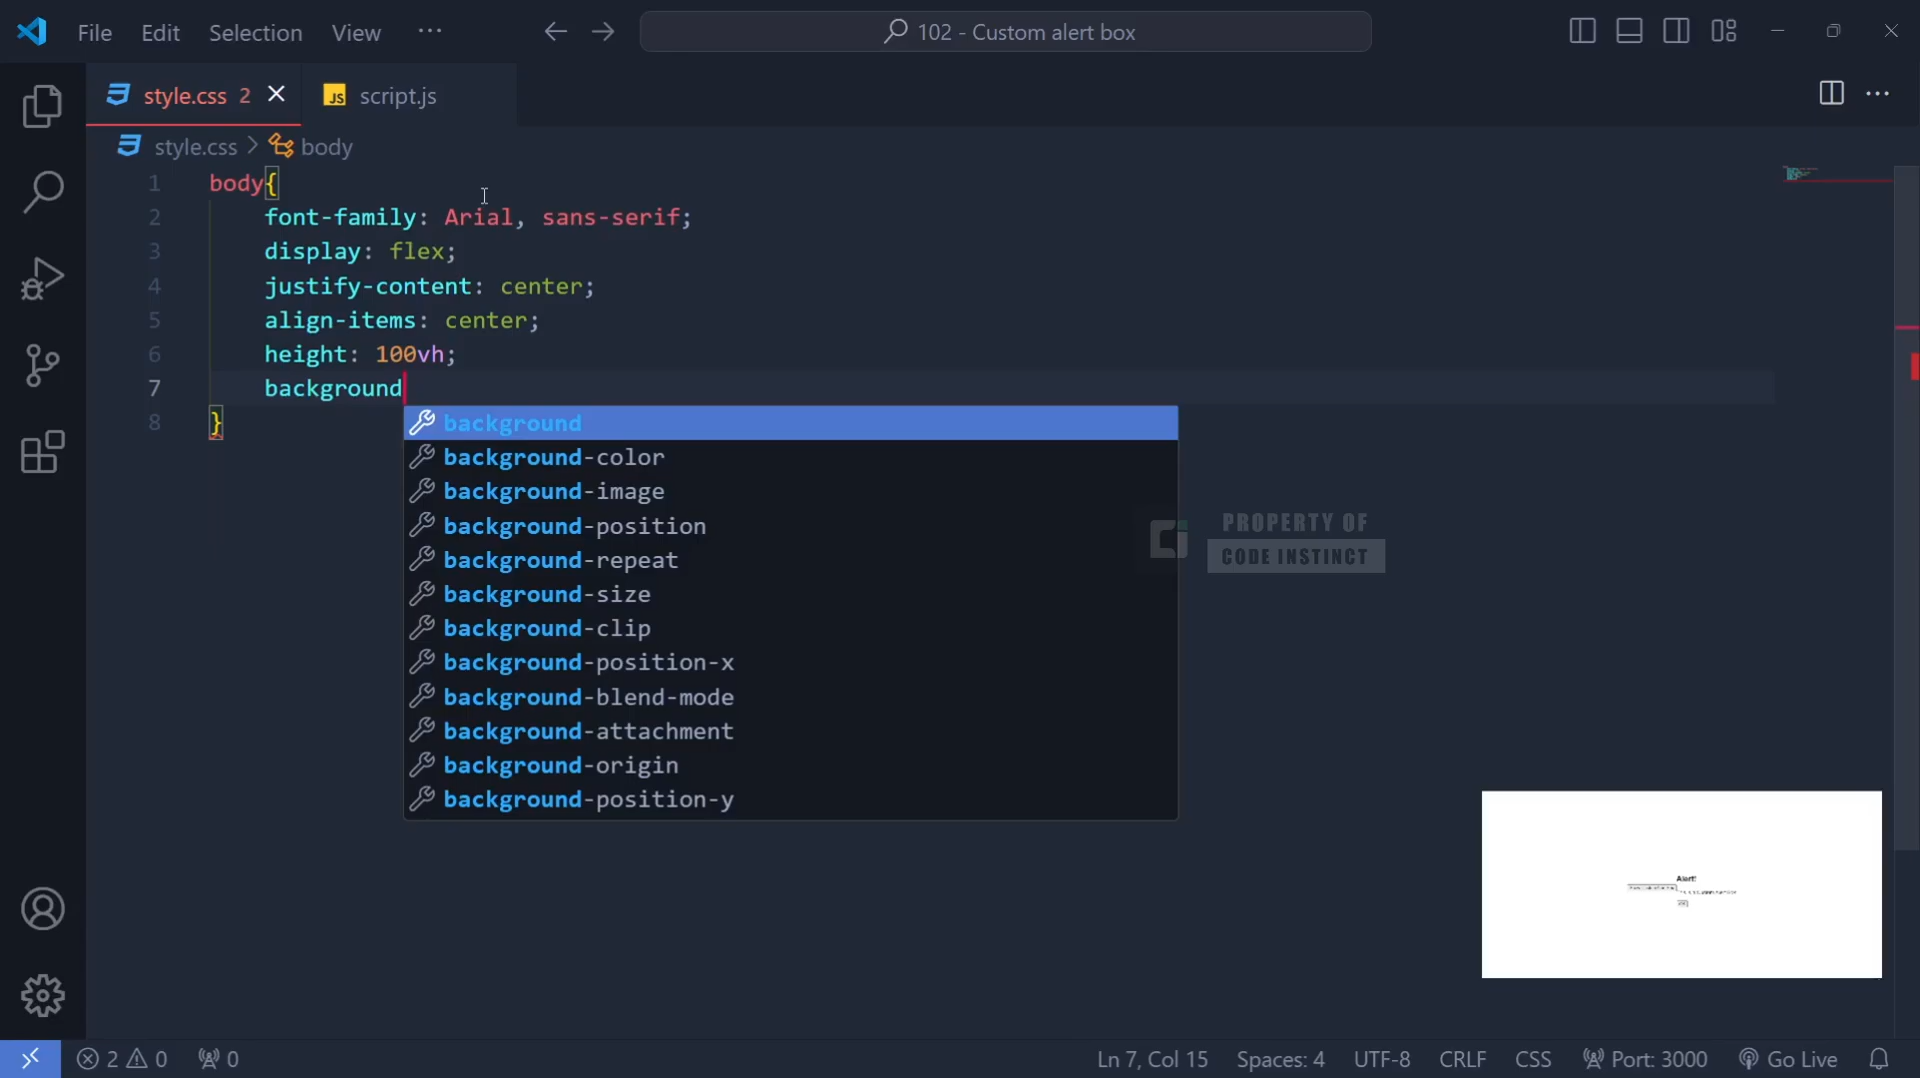 File Edit Selection View ··· 102 - Custom alert box
style.css 2 JS script.js
style.css > body
1 body{
2 font-family: Arial, sans-serif;
3 display: flex;
4 justify-content: center;
5 align-items: center;
6 height: 100vh;
7 background
8 }
background
background-color
background-image
background-position
background-repeat
background-size
background-clip
background-position-x
background-blend-mode
background-attachment
background-origin
background-position-y
PROPERTY OF
CODE INSTINCT
Alert!
2 0 0 Ln 7, Col 15 Spaces: 4 UTF-8 CRLF CSS Port: 3000 Go Live